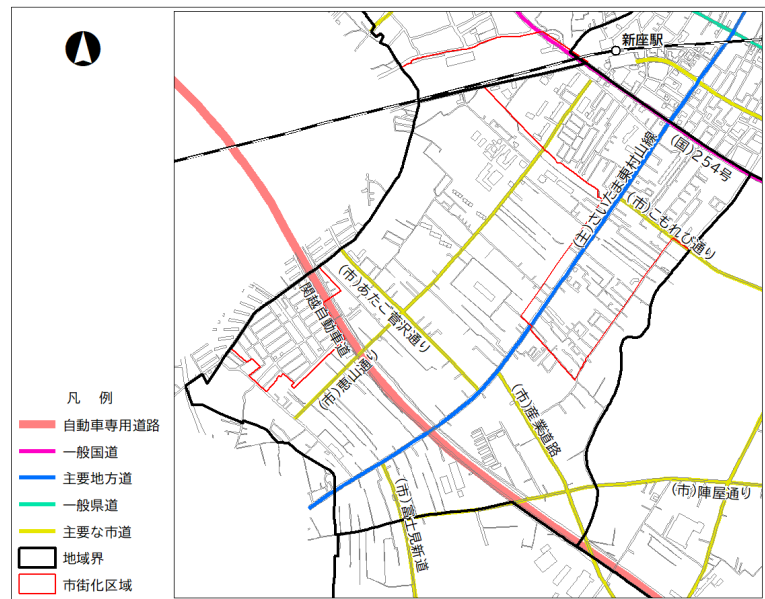 新座駅
(国)254号
(主)さいたま東村山線
(市)こもれび通り
(市)あたご菅沢通り
関越自動車道
(市)恵山通り
(市)産業道路
(市)陣屋通り
(市)富士見新道
凡 例
自動車専用道路
一般国道
主要地方道
一般県道
主要な市道
地域界
市街化区域